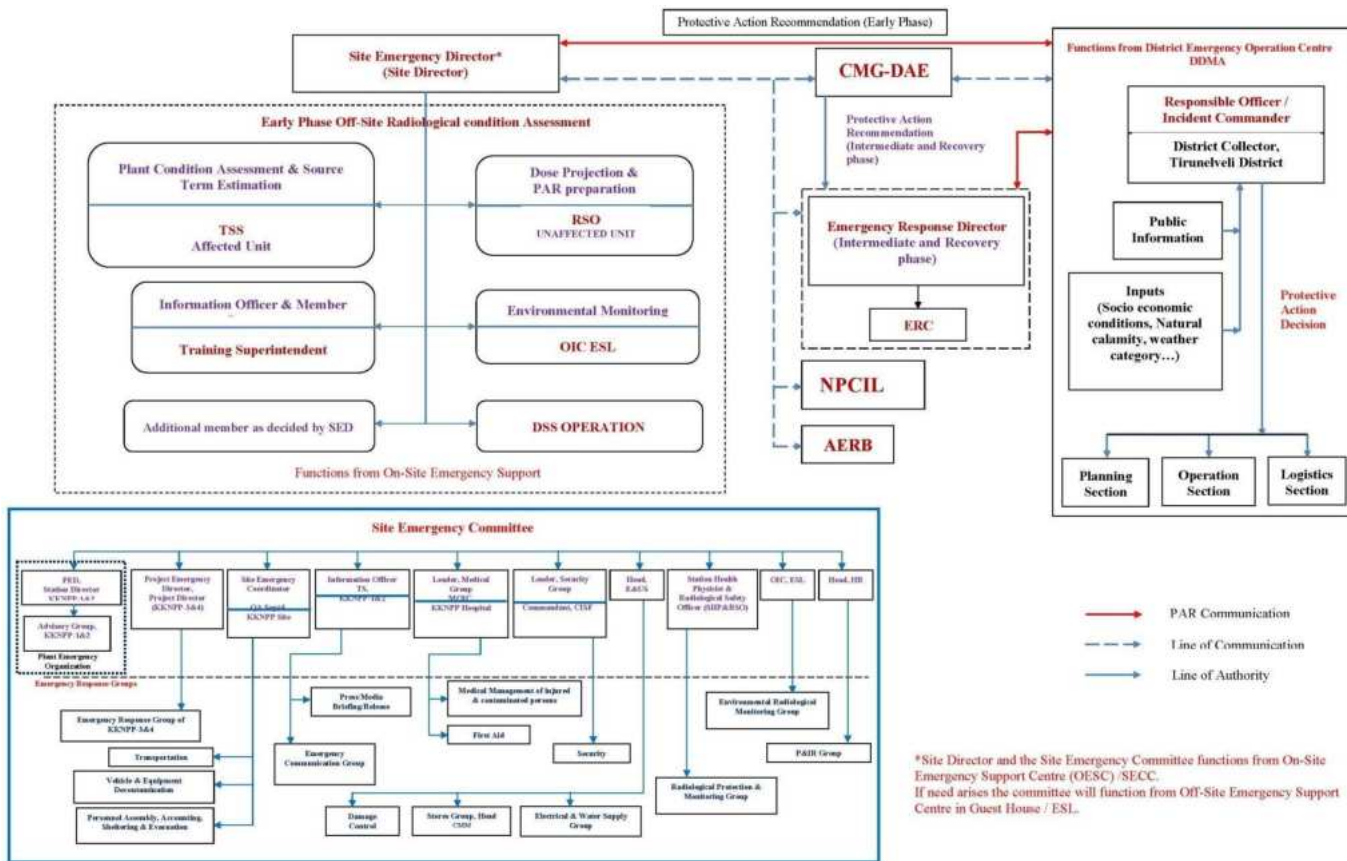 Protective Action Recommendation (Early Phase)
Site Emergency Director*
(Site Director)
CMG-DAE
Functions from District Emergency Operation Centre
DDMA
Responsible Officer /
Incident Commander
District Collector,
Tirunelveli District
Public
Information
Inputs
(Socio economic
conditions, Natural
calamity, weather
category…)
Protective
Action
Decision
Planning
Section
Operation
Section
Logistics
Section
Early Phase Off-Site Radiological condition Assessment
Plant Condition Assessment & Source
Term Estimation
TSS
Affected Unit
Dose Projection &
PAR preparation
RSO
UNAFFECTED UNIT
Information Officer & Member
Training Superintendent
Environmental Monitoring
OIC ESL
Additional member as decided by SED
DSS OPERATION
Functions from On-Site Emergency Support
Protective Action
Recommendation
(Intermediate and Recovery
phase)
Emergency Response Director
(Intermediate and Recovery
phase)
ERC
NPCIL
AERB
Site Emergency Committee
PED,
Station Director
KKNPP-1&2
Advisory Group,
KKNPP-1&2
Plant Emergency
Organization
Project Emergency
Director,
Project Director
(KKNPP-3&4)
Site Emergency
Coordinator
KKNPP Site
Information Officer
TS,
KKNPP-1&2
Leader, Medical
Group
KKNPP Hospital
Leader, Security
Group
Commandant, CISF
Head,
Station Health
Physicist &
Radiological Safety
Officer (SHP&RSO)
OIC, ESL
Head, HR
Emergency Response Groups
Emergency Response Group of
KKNPP-3&4
Transportation
Vehicle & Equipment
Decontamination
Personnel Assembly, Accounting,
Sheltering & Evacuation
Press/Media
Briefing/Release
Emergency
Communication Group
Medical Management of injured
& contaminated persons
First Aid
Security
Damage
Control
Stores Group, Head
CMM
Electrical & Water Supply
Group
Environmental Radiological
Monitoring Group
P&IR Group
Radiological Protection &
Monitoring Group
PAR Communication
Line of Communication
Line of Authority
*Site Director and the Site Emergency Committee functions from On-Site
Emergency Support Centre (OESC) /SECC.
If need arises the committee will function from Off-Site Emergency Support
Centre in Guest House / ESL.